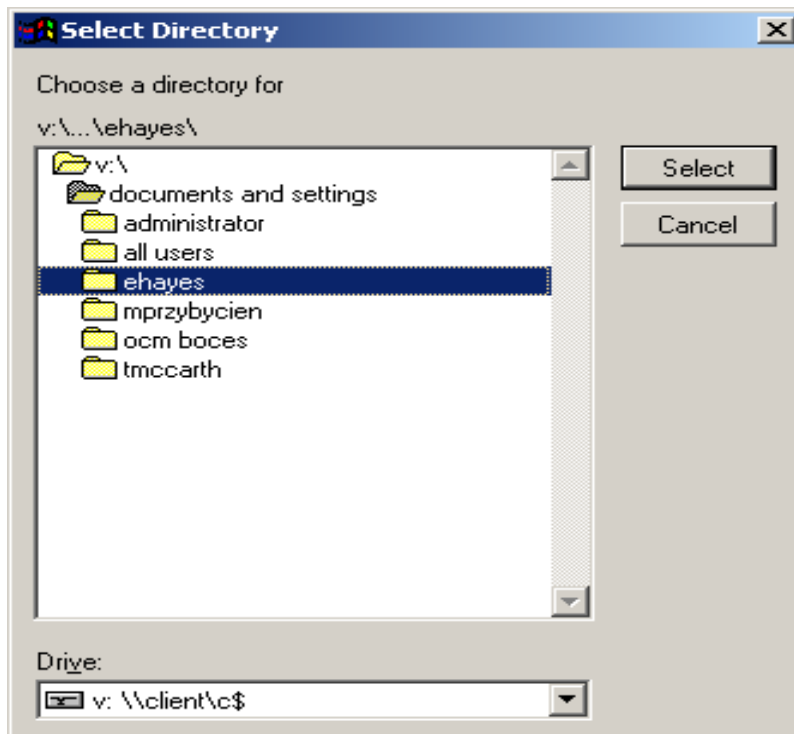 Select Directory
Choose a directory for
v:\...\ehayes\
v:\
documents and settings
administrator
all users
ehayes
mprzybycien
ocm boces
tmccarth
Select
Cancel
Drive:
v: \\client\c$